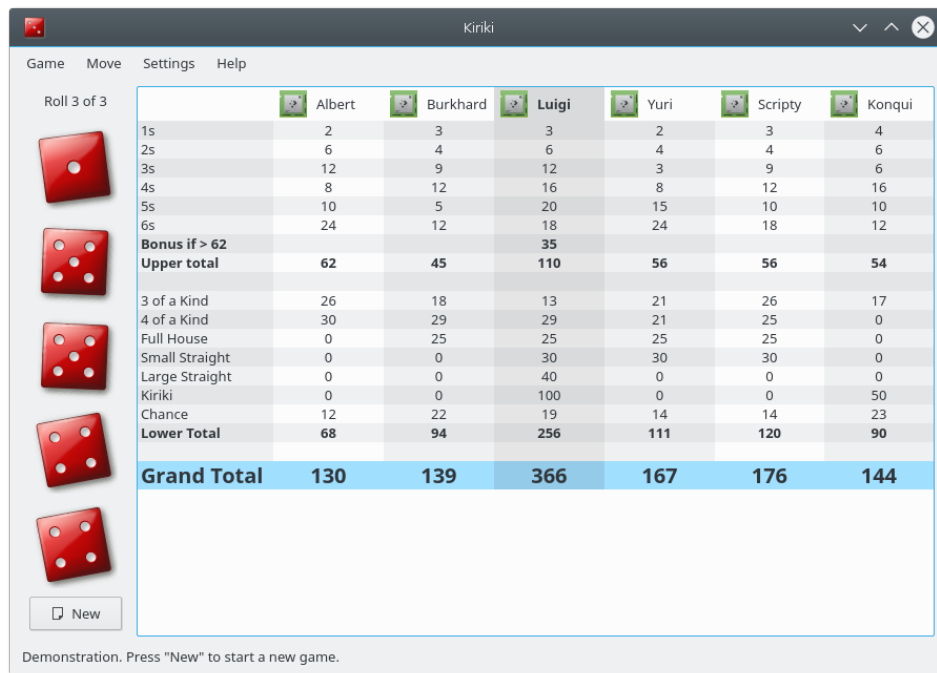 Kiriki
Game Move Settings Help
Roll 3 of 3
Albert Burkhard Luigi Yuri Scripty Konqui
1s 2 3 3 2 3 4
2s 6 4 6 4 4 6
3s 12 9 12 3 9 6
4s 8 12 16 8 12 16
5s 10 5 20 15 10 10
6s 24 12 18 24 18 12
Bonus if > 62 35
Upper total 62 45 110 56 56 54
3 of a Kind 26 18 13 21 26 17
4 of a Kind 30 29 29 21 25 0
Full House 0 25 25 25 25 0
Small Straight 0 0 30 30 30 0
Large Straight 0 0 40 0 0 0
Kiriki 0 0 100 0 0 50
Chance 12 22 19 14 14 23
Lower Total 68 94 256 111 120 90
Grand Total 130 139 366 167 176 144
New
Demonstration. Press "New" to start a new game.